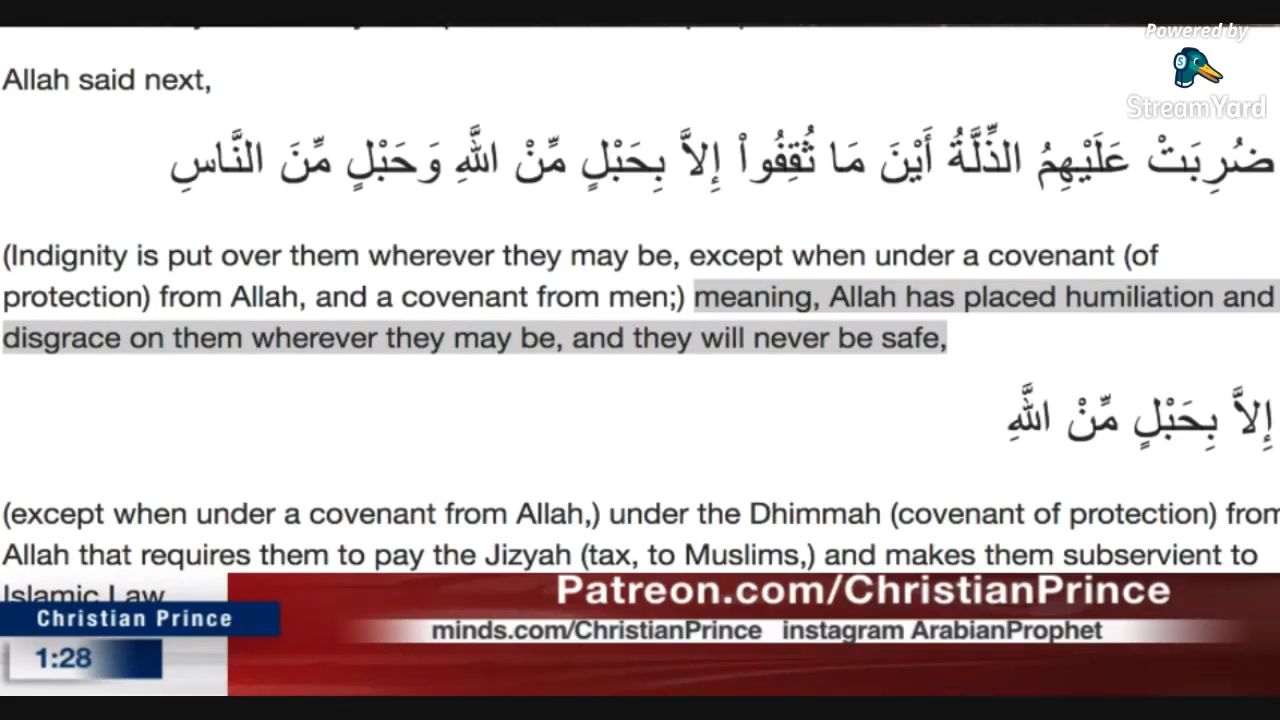 Powered by
StreamYard
Allah said next,
ضُرِبَتْ عَلَيْهِمُ الذِّلَّةُ أَيْنَ مَا ثُقِفُواْ إِلاَّ بِحَبْلٍ مِّنْ اللَّهِ وَحَبْلٍ مِّنَ النَّاسِ
(Indignity is put over them wherever they may be, except when under a covenant (of
protection) from Allah, and a covenant from men;) meaning, Allah has placed humiliation and
disgrace on them wherever they may be, and they will never be safe,
إِلاَّ بِحَبْلٍ مِّنْ اللَّهِ
(except when under a covenant from Allah,) under the Dhimmah (covenant of protection) from
Allah that requires them to pay the Jizyah (tax, to Muslims,) and makes them subservient to
Islamic Law
Patreon.com/ChristianPrince
Christian Prince
minds.com/ChristianPrince instagram ArabianProphet
1:28